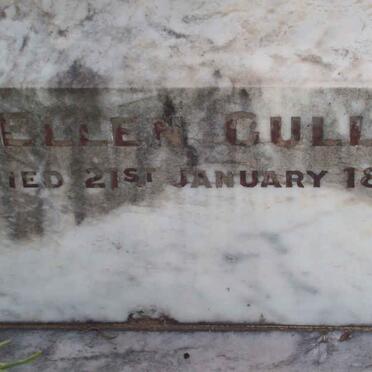 ELLEN GULL
IED 21ST JANUARY 18